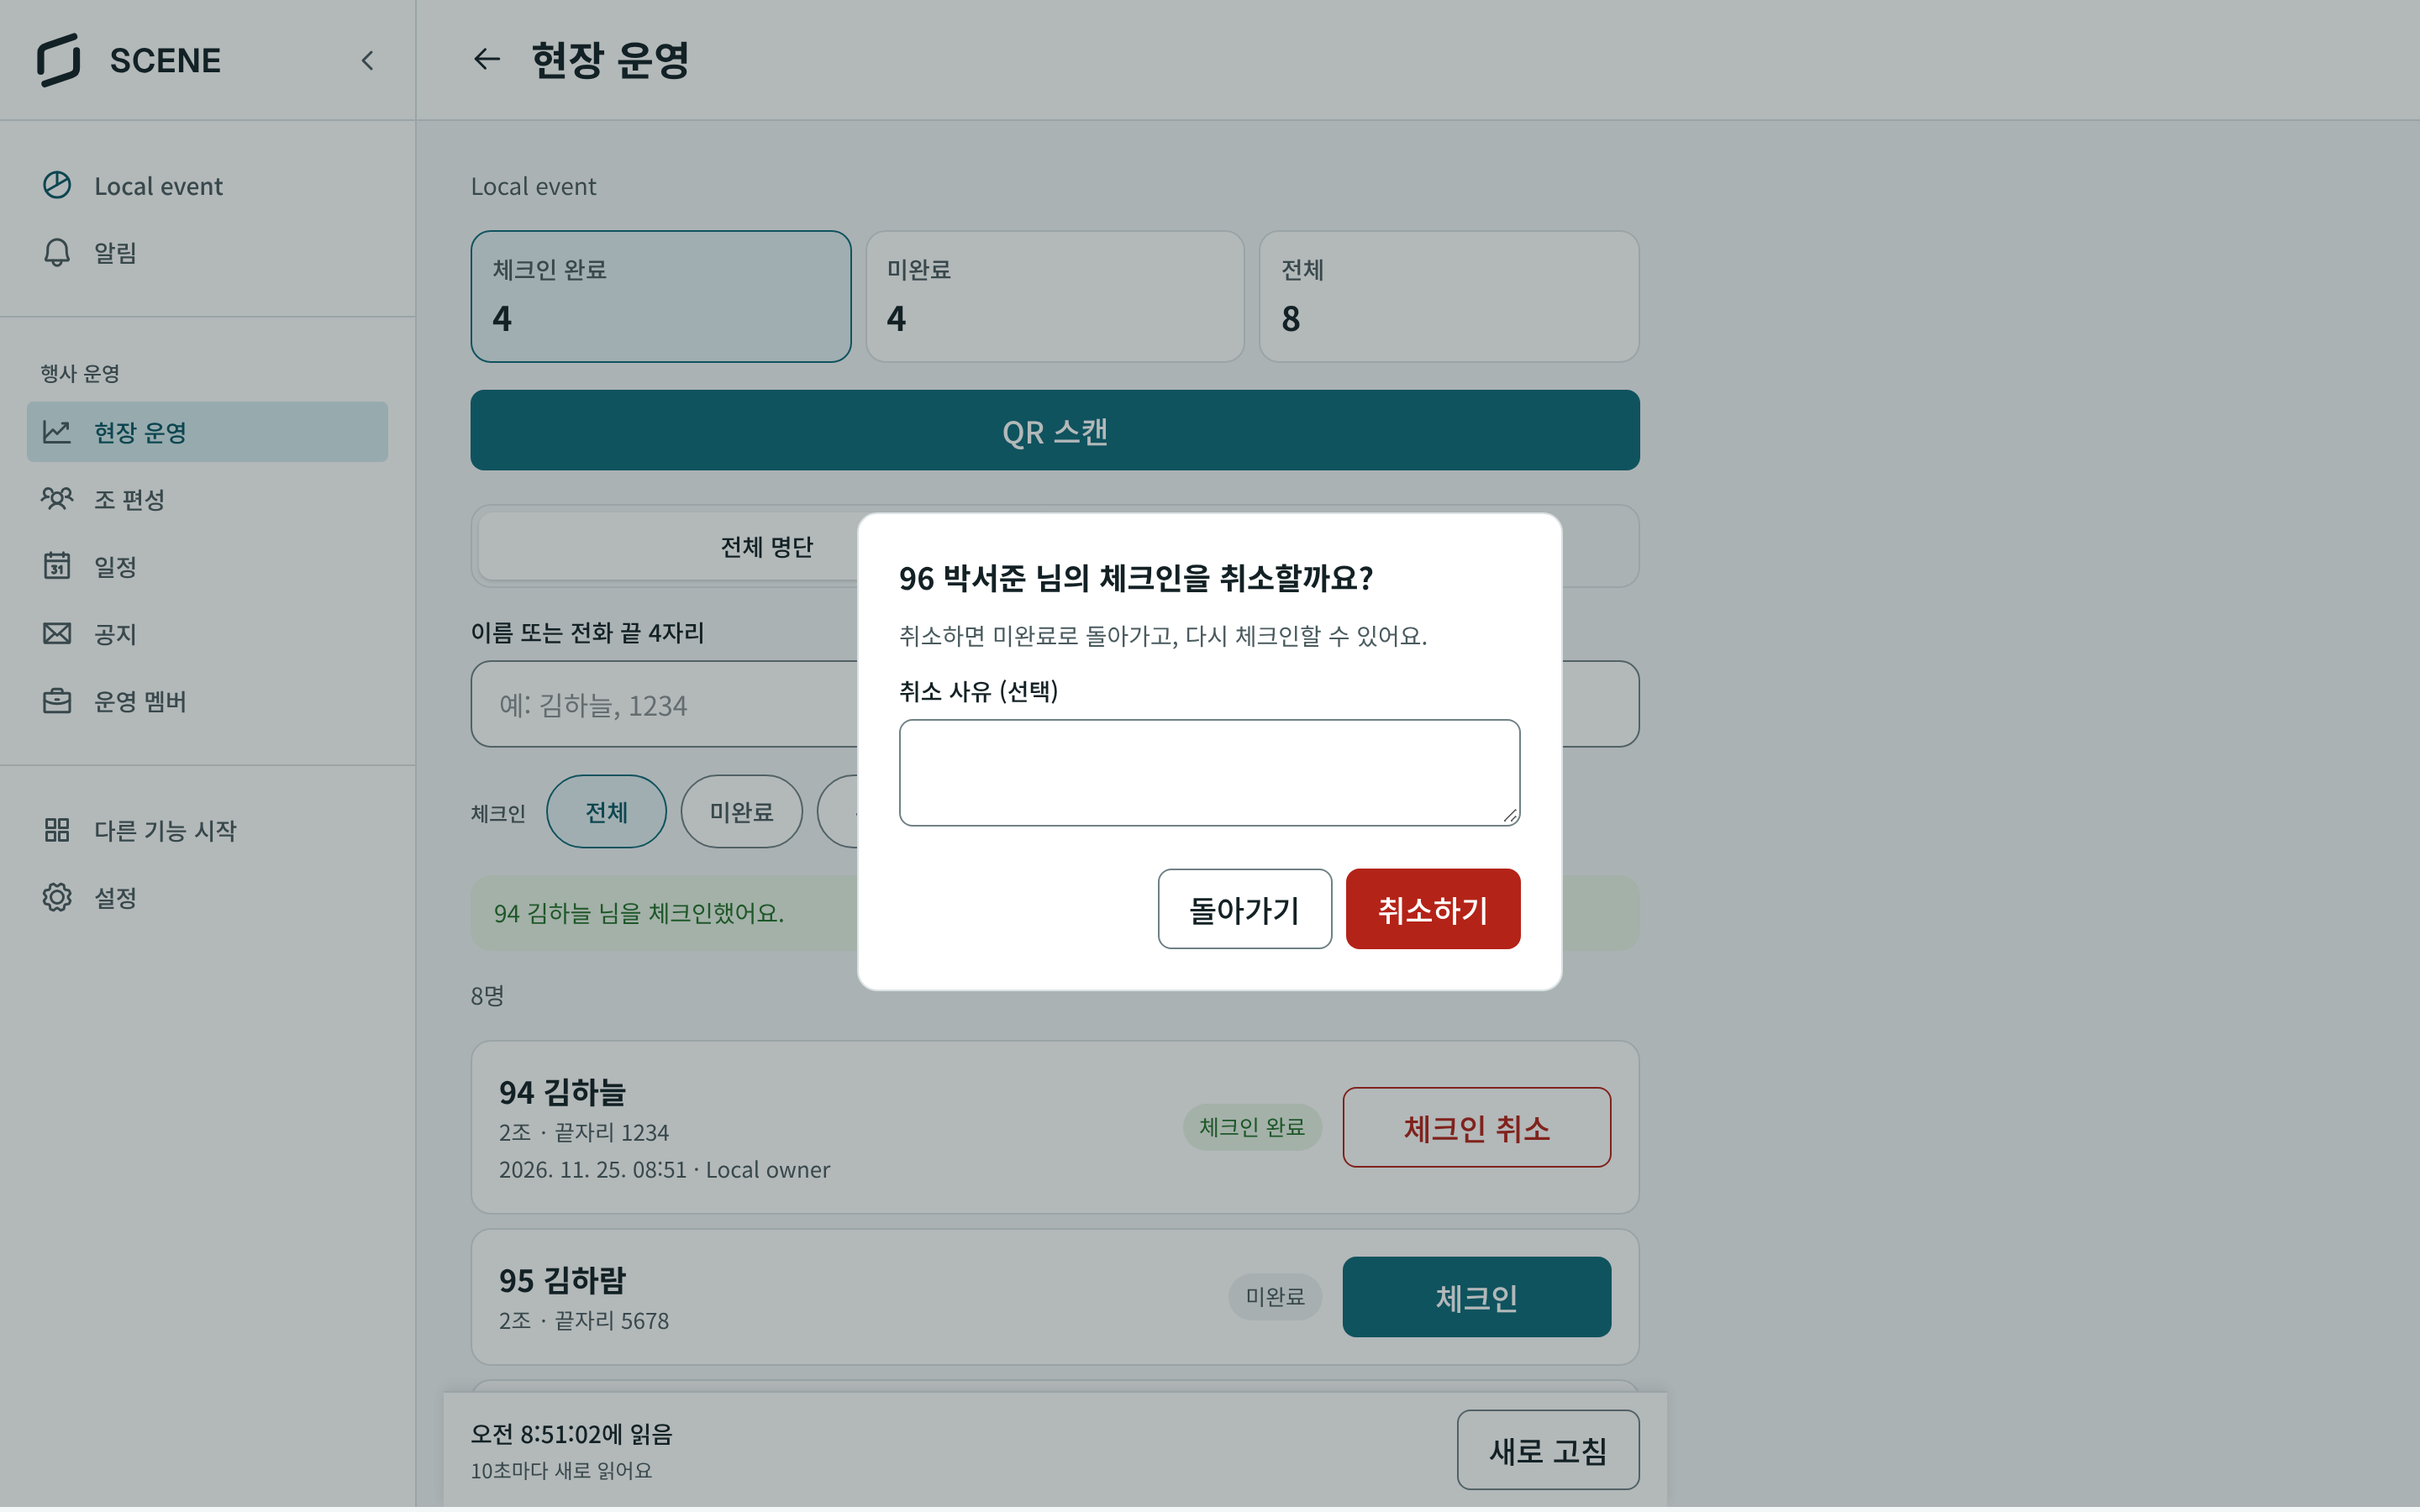 SCENE
Local event
알림
행사 운영
현장 운영
조 편성
일정
공지
운영 멤버
다른 기능 시작
설정
현장 운영
Local event
체크인 완료
4
미완료
4
전체
8
QR 스캔
전체 명단
이름 또는 전화 끝 4자리
예: 김하늘, 1234
체크인
전체
미완료
94 김하늘 님을 체크인했어요.
8명
94 김하늘
2조 · 끝자리 1234
2026. 11. 25. 08:51 · Local owner
체크인 완료
체크인 취소
95 김하람
2조 · 끝자리 5678
미완료
체크인
오전 8:51:02에 읽음
10초마다 새로 읽어요
새로 고침
96 박서준 님의 체크인을 취소할까요?
취소하면 미완료로 돌아가고, 다시 체크인할 수 있어요.
취소 사유 (선택)
돌아가기
취소하기